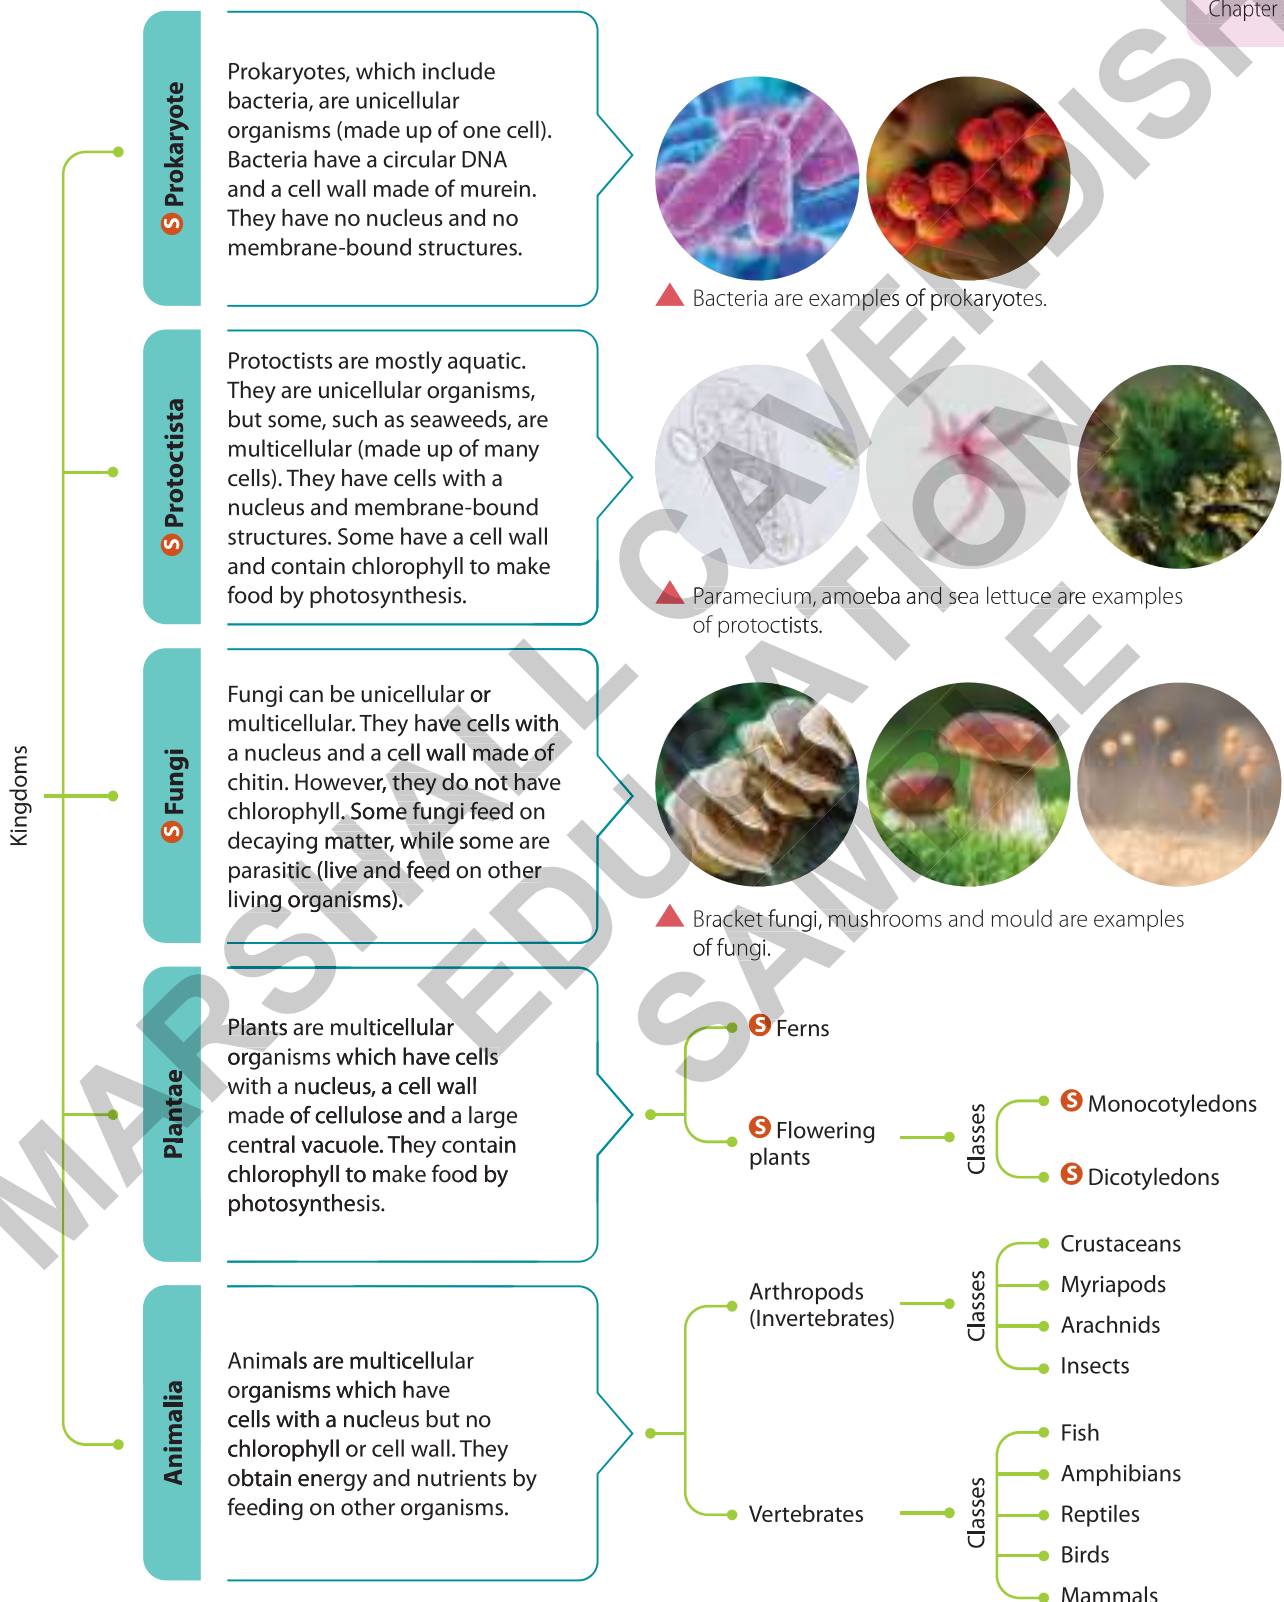 Chapter
Kingdoms
S Prokaryote
Prokaryotes, which include
bacteria, are unicellular
organisms (made up of one cell).
Bacteria have a circular DNA
and a cell wall made of murein.
They have no nucleus and no
membrane-bound structures.
Bacteria are examples of prokaryotes.
S Protoctista
Protoctists are mostly aquatic.
They are unicellular organisms,
but some, such as seaweeds, are
multicellular (made up of many
cells). They have cells with a
nucleus and membrane-bound
structures. Some have a cell wall
and contain chlorophyll to make
food by photosynthesis.
Paramecium, amoeba and sea lettuce are examples
of protoctists.
S Fungi
Fungi can be unicellular or
multicellular. They have cells with
a nucleus and a cell wall made of
chitin. However, they do not have
chlorophyll. Some fungi feed on
decaying matter, while some are
parasitic (live and feed on other
living organisms).
Bracket fungi, mushrooms and mould are examples
of fungi.
Plantae
Plants are multicellular
organisms which have cells
with a nucleus, a cell wall
made of cellulose and a large
central vacuole. They contain
chlorophyll to make food by
photosynthesis.
S Ferns
S Flowering
plants
Classes
S Monocotyledons
S Dicotyledons
Animalia
Animals are multicellular
organisms which have
cells with a nucleus but no
chlorophyll or cell wall. They
obtain energy and nutrients by
feeding on other organisms.
Arthropods
(Invertebrates)
Classes
Crustaceans
Myriapods
Arachnids
Insects
Vertebrates
Classes
Fish
Amphibians
Reptiles
Birds
Mammals
MARSHALL CAVENDISH
EDUCATION
SAMPLE